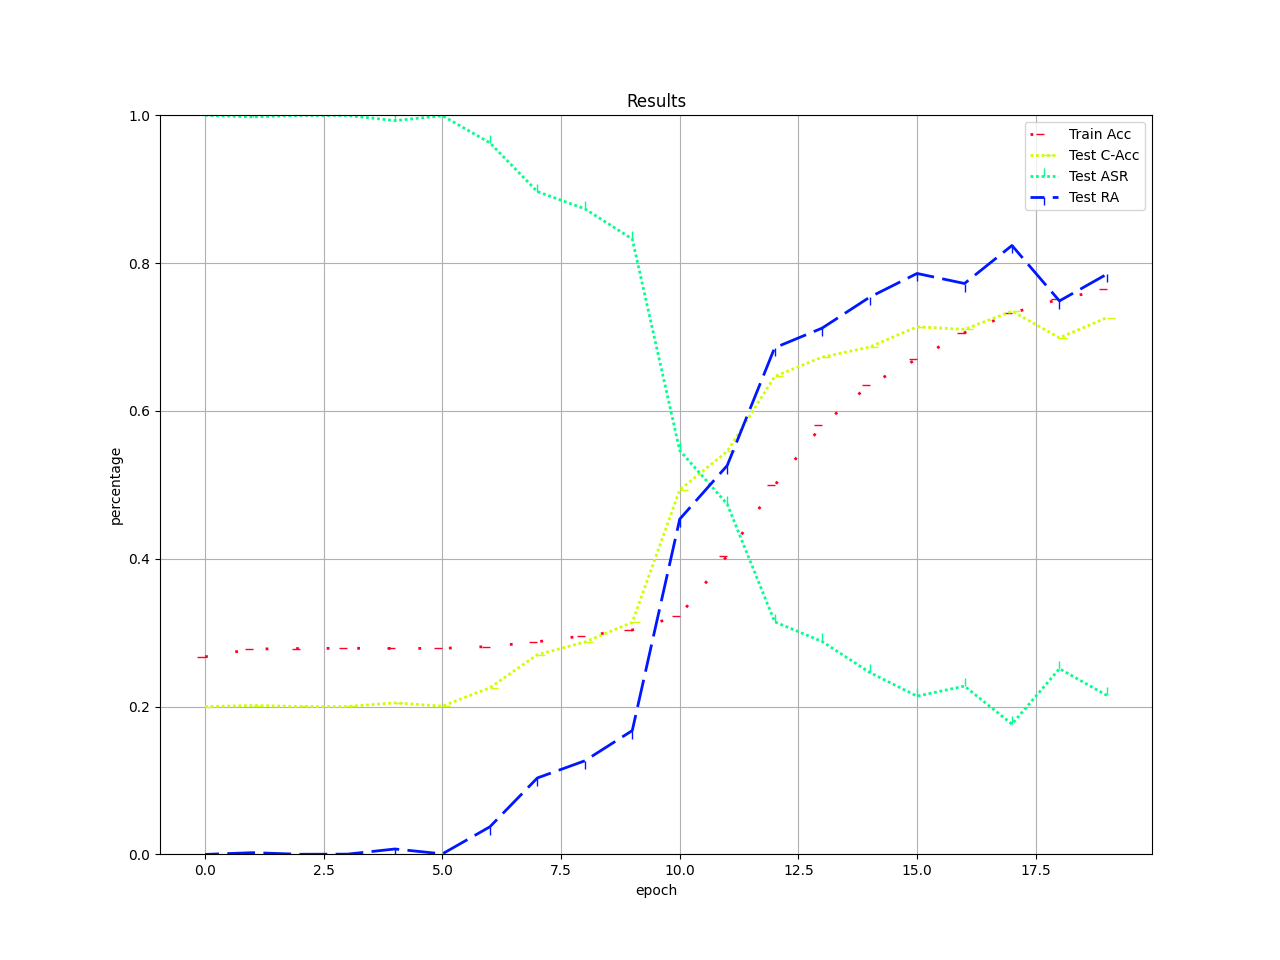 Results
1.0
0.8
0.6
0.4
0.2
0.0
percentage
Train Acc
Test C-Acc
Test ASR
Test RA
0.0 2.5 5.0 7.5 10.0 12.5 15.0 17.5
epoch